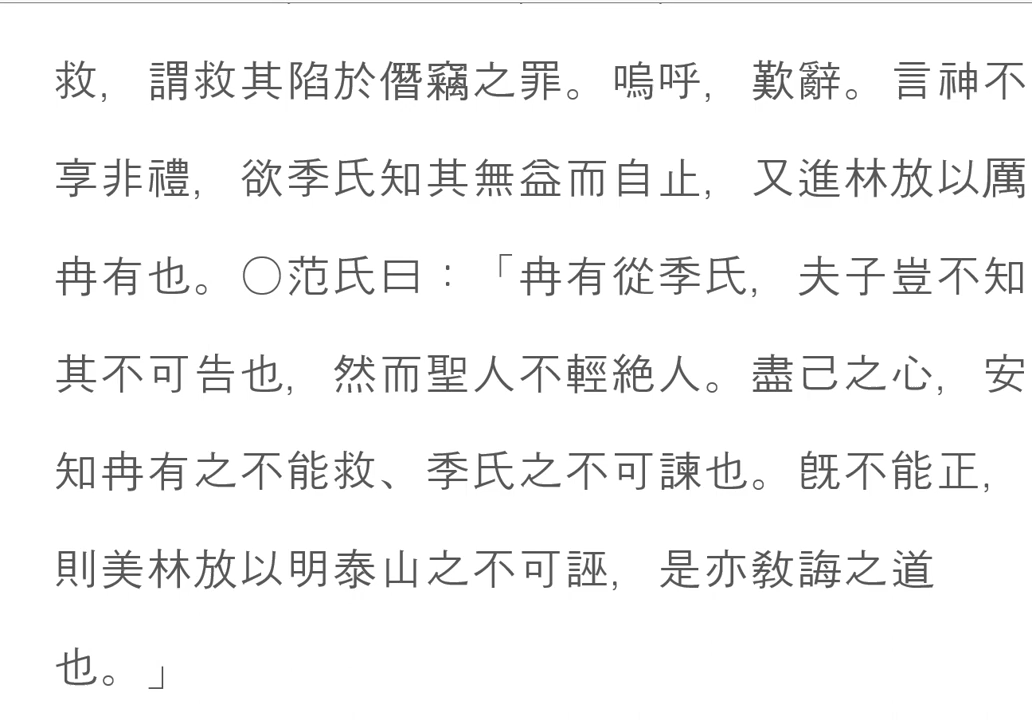 救，謂救其陷於僭竊之罪。嗚呼，歎辭。言神不
享非禮，欲季氏知其無益而自止，又進林放以厲
冉有也。○范氏曰：「冉有從季氏，夫子豈不知
其不可告也，然而聖人不輕絶人。盡己之心，安
知冉有之不能救、季氏之不可諫也。旣不能正，
則美林放以明泰山之不可誣，是亦敎誨之道
也。」